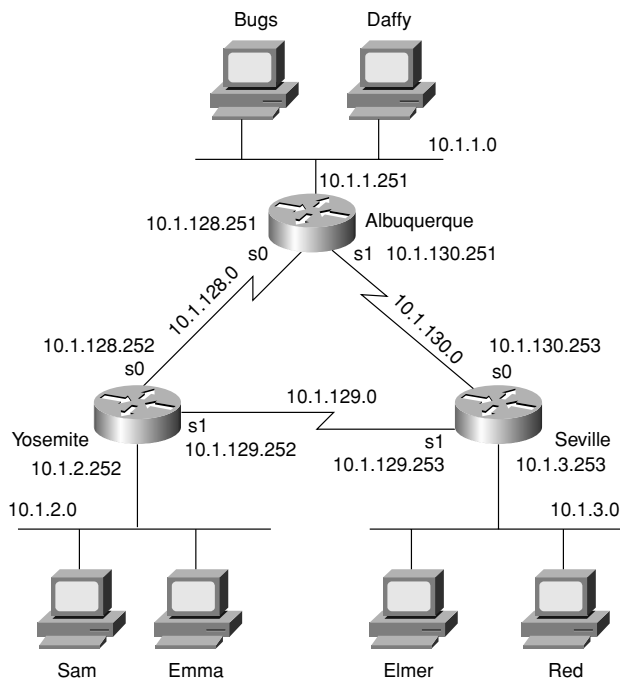 Bugs
Daffy
10.1.1.0
10.1.1.251
10.1.128.251
Albuquerque
s0
s1
10.1.130.251
10.1.128.0
10.1.130.0
10.1.128.252
s0
10.1.130.253
s0
10.1.129.0
Yosemite
s1
10.1.129.252
s1
10.1.129.253
Seville
10.1.2.252
10.1.3.253
10.1.2.0
10.1.3.0
Sam
Emma
Elmer
Red